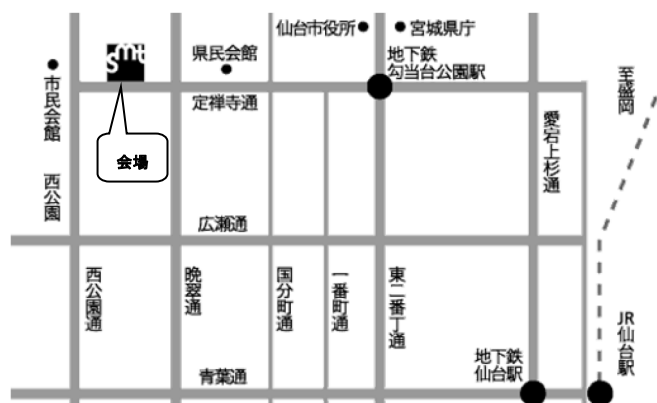 仙台市役所
宮城県庁
smt
県民会館
地下鉄
勾当台公園駅
至盛岡
市民会館
定禅寺通
愛宕上杉通
会場
西公園
広瀬通
西公園通
晩翠通
国分町通
一番町通
東二番丁通
JR仙台駅
地下鉄
仙台駅
青葉通